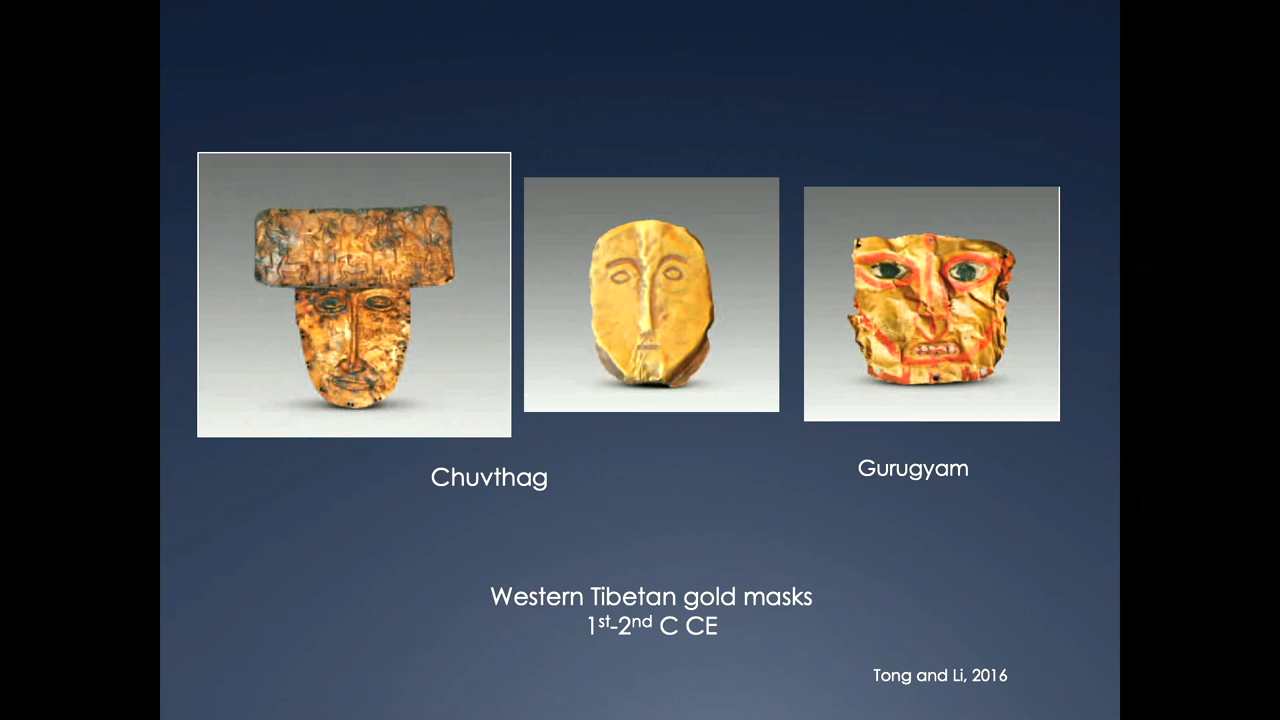 Chuvthag
Gurugyam
Western Tibetan gold masks
1st-2nd C CE
Tong and Li, 2016